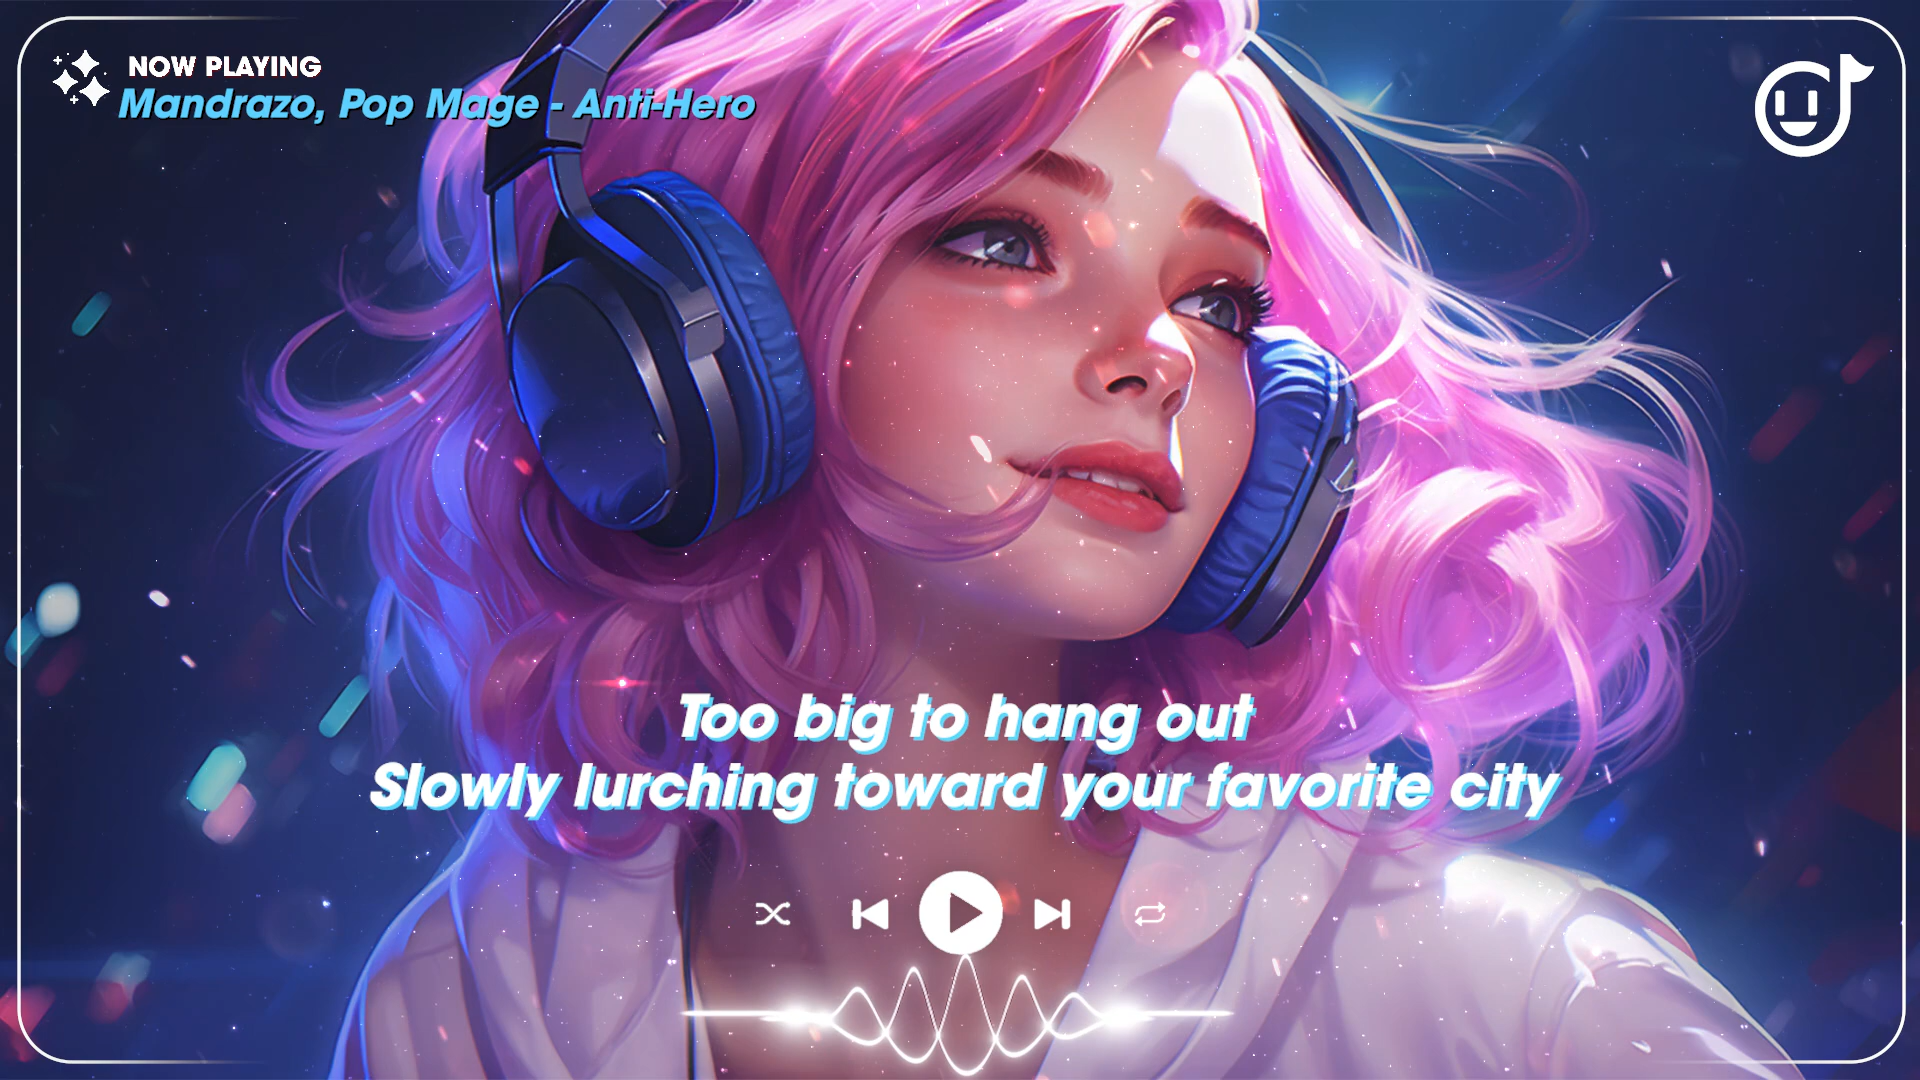 NOW PLAYING
Mandrazo, Pop Mage - Anti-Hero
Too big to hang out
Slowly lurching toward your favorite city